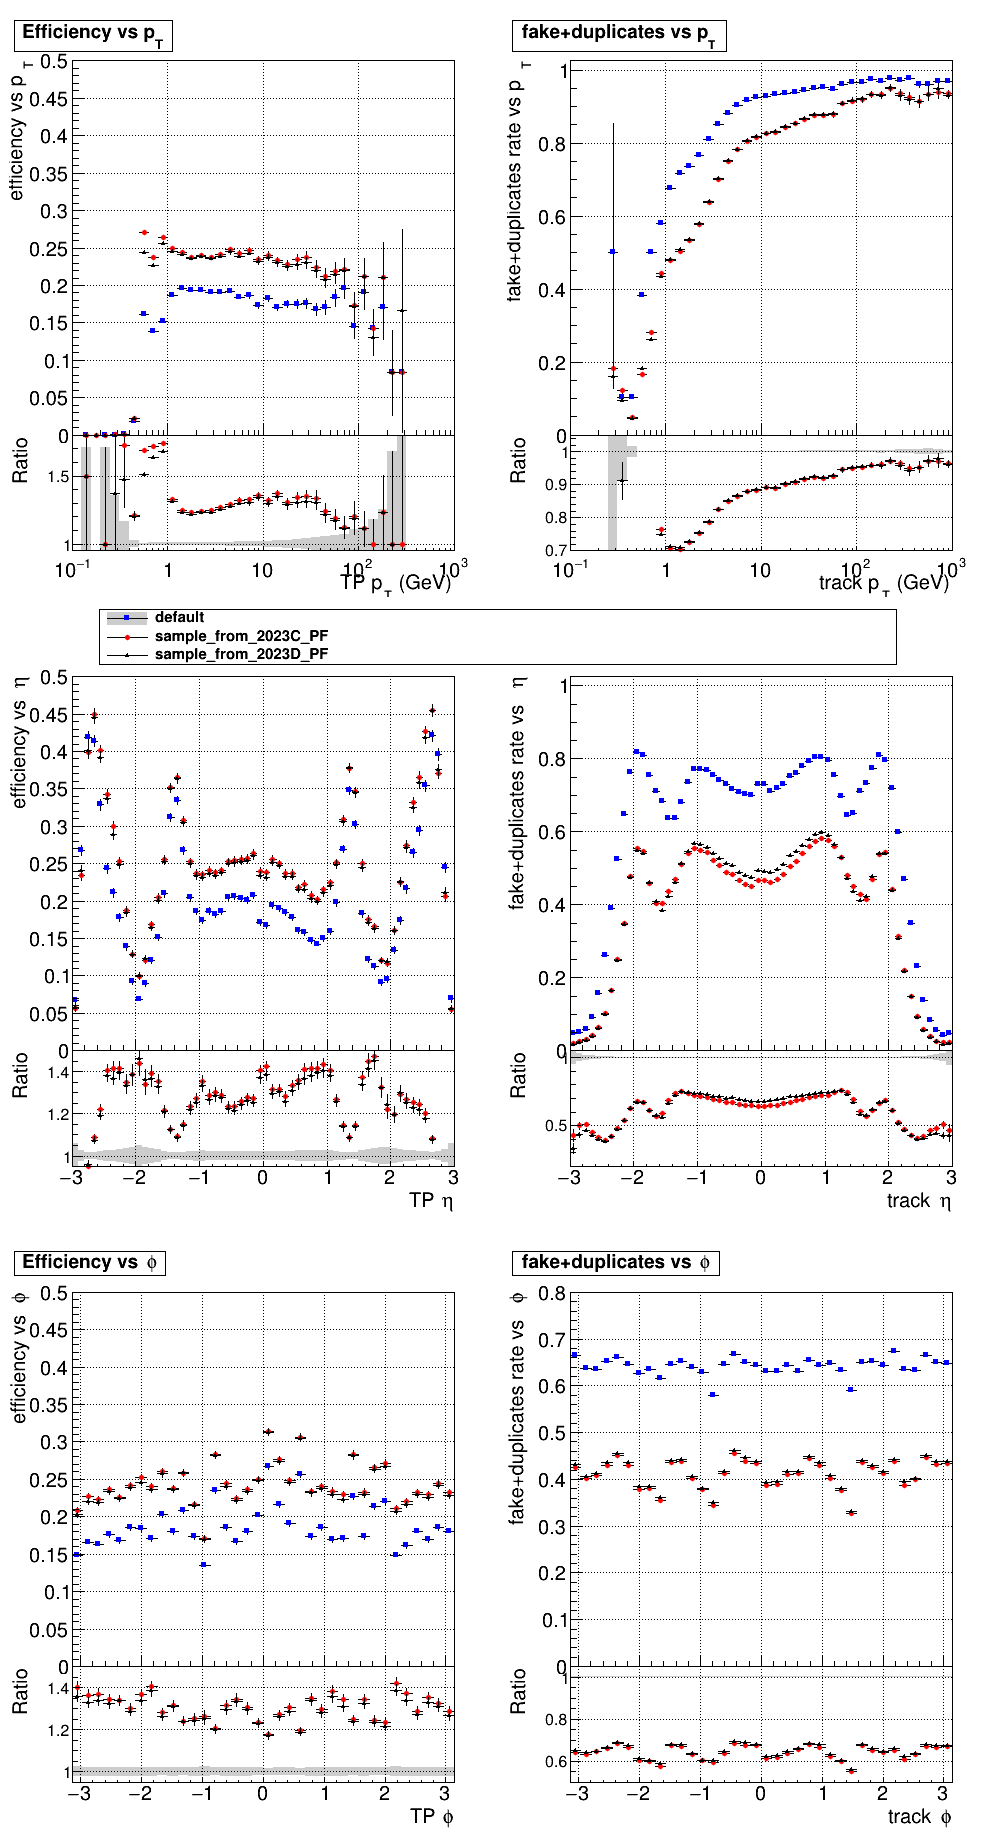 Efficiency vs p_T
fake+duplicates vs p_T
efficiency vs p_T
0.5
0.45
0.4
0.35
0.3
0.25
0.2
0.15
0.1
0.05
0
Ratio
1.5
1
10^-1
1
10
10^2
10^3
TP p_T (GeV)
fake+duplicates rate vs p_T
1
0.8
0.6
0.4
0.2
0
Ratio
1
0.9
0.8
0.7
10^-1
1
10
10^2
10^3
track p_T (GeV)
default
sample_from_2023C_PF
sample_from_2023D_PF
efficiency vs η
0.5
0.45
0.4
0.35
0.3
0.25
0.2
0.15
0.1
0.05
0
Ratio
1.4
1.2
1
−3 −2 −1 0 1 2 3
TP η
fake+duplicates rate vs η
1
0.8
0.6
0.4
0.2
0
Ratio
1
0.5
−3 −2 −1 0 1 2 3
track η
Efficiency vs ϕ
fake+duplicates vs ϕ
efficiency vs ϕ
0.5
0.45
0.4
0.35
0.3
0.25
0.2
0.15
0.1
0.05
0
Ratio
1.4
1.2
1
−3 −2 −1 0 1 2 3
TP ϕ
fake+duplicates rate vs ϕ
0.8
0.7
0.6
0.5
0.4
0.3
0.2
0.1
0
Ratio
1
0.8
0.6
−3 −2 −1 0 1 2 3
track ϕ